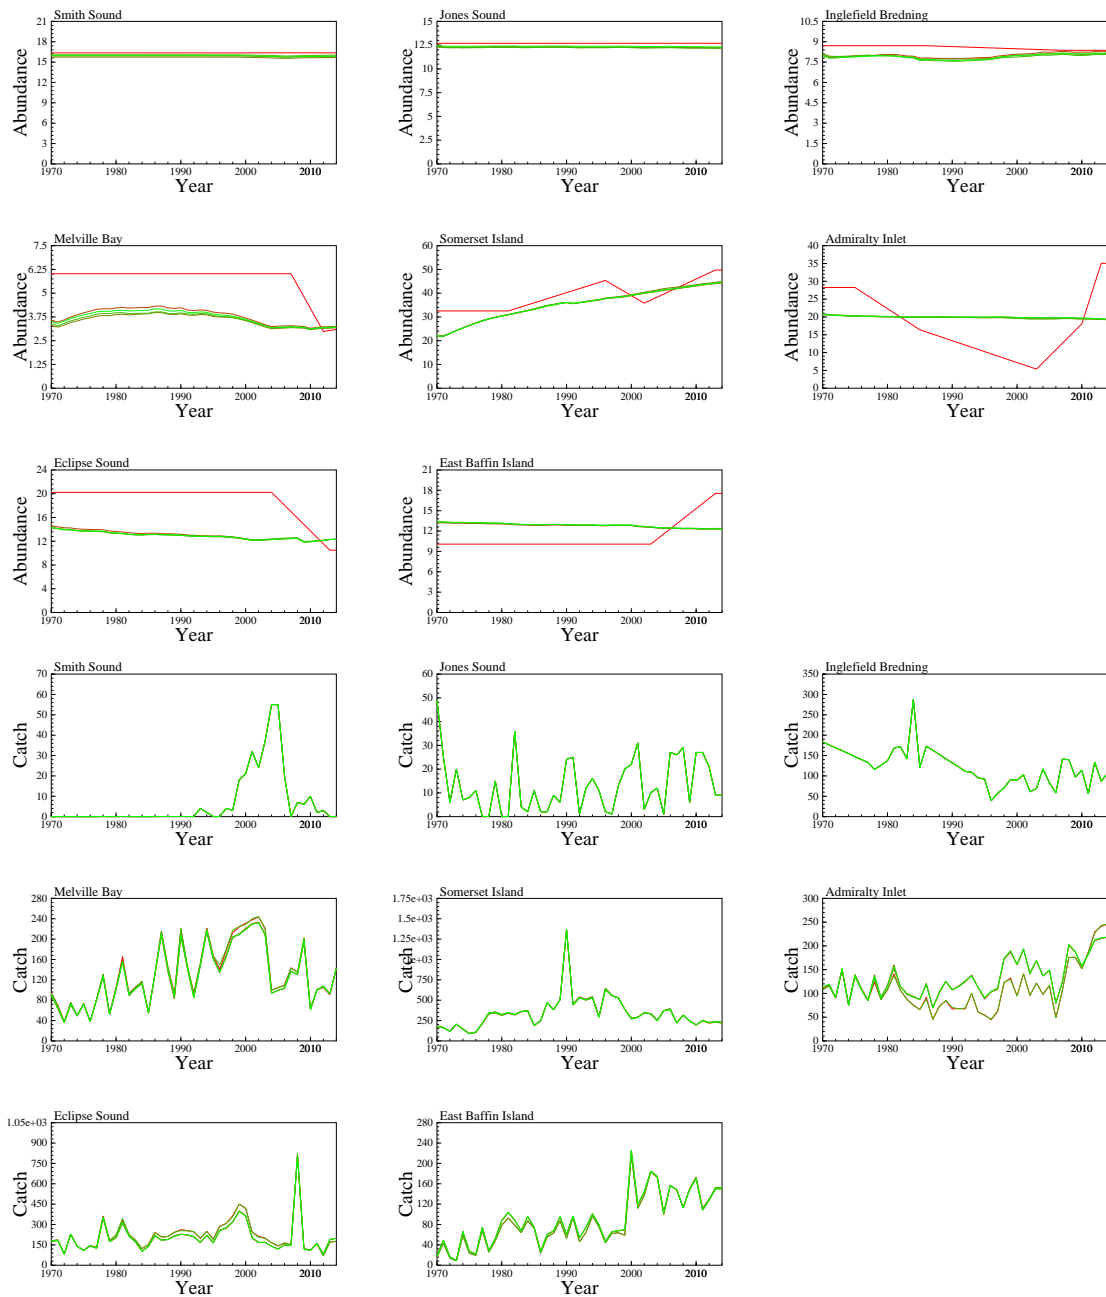 Smith Sound
Jones Sound
Inglefield Bredning
Abundance
21
18
15
12
9
6
3
0
1970 1980 1990 2000 2010
Year
Abundance
15
12.5
10
7.5
5
2.5
0
1970 1980 1990 2000 2010
Year
Abundance
10.5
9
7.5
6
4.5
3
1.5
0
1970 1980 1990 2000 2010
Year
Melville Bay
Somerset Island
Admiralty Inlet
Abundance
7.5
6.25
5
3.75
2.5
1.25
0
1970 1980 1990 2000 2010
Year
Abundance
60
50
40
30
20
10
0
1970 1980 1990 2000 2010
Year
Abundance
40
35
30
25
20
15
10
5
0
1970 1980 1990 2000 2010
Year
Eclipse Sound
East Baffin Island
Abundance
24
20
16
12
8
4
0
1970 1980 1990 2000 2010
Year
Abundance
21
18
15
12
9
6
3
0
1970 1980 1990 2000 2010
Year
Smith Sound
Jones Sound
Inglefield Bredning
Catch
70
60
50
40
30
20
10
0
1970 1980 1990 2000 2010
Year
Catch
60
50
40
30
20
10
0
1970 1980 1990 2000 2010
Year
Catch
350
300
250
200
150
100
50
0
1970 1980 1990 2000 2010
Year
Melville Bay
Somerset Island
Admiralty Inlet
Catch
280
240
200
160
120
80
40
0
1970 1980 1990 2000 2010
Year
Catch
1.75e+03
1.5e+03
1.25e+03
1e+03
750
500
250
0
1970 1980 1990 2000 2010
Year
Catch
300
250
200
150
100
50
0
1970 1980 1990 2000 2010
Year
Eclipse Sound
East Baffin Island
Catch
1.05e+03
900
750
600
450
300
150
0
1970 1980 1990 2000 2010
Year
Catch
280
240
200
160
120
80
40
0
1970 1980 1990 2000 2010
Year